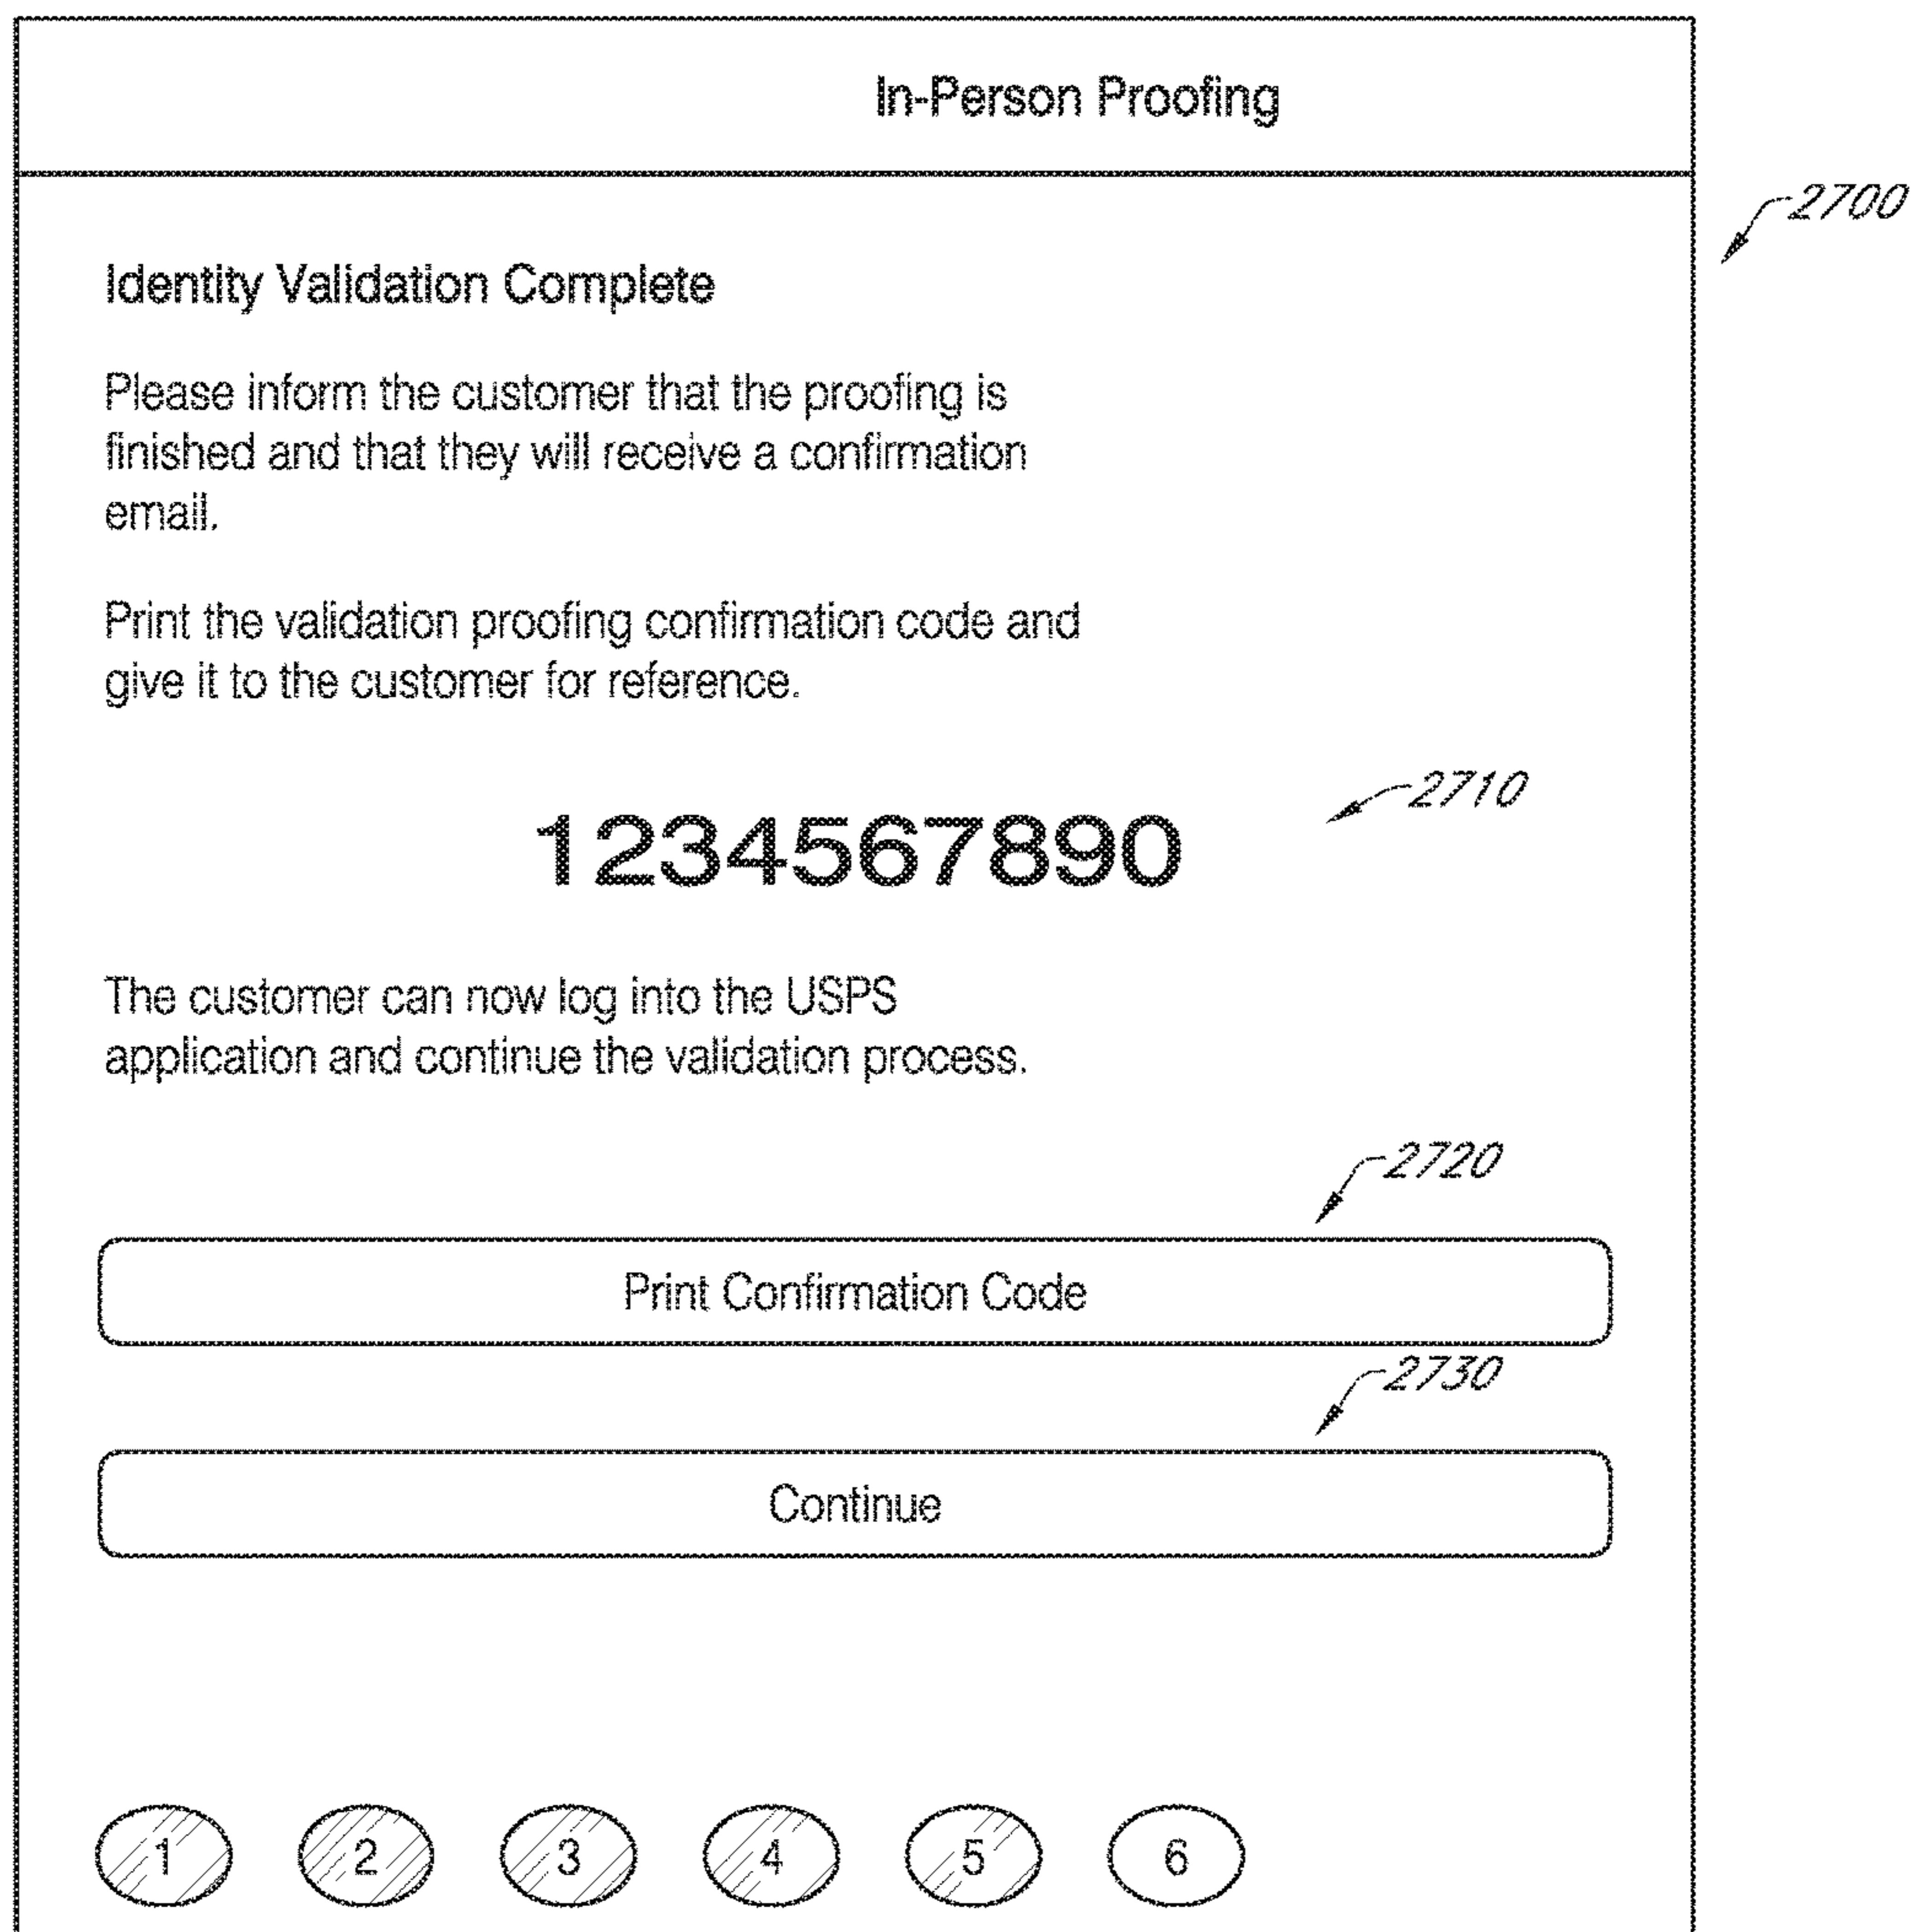 In-Person Proofing
2700
Identity Validation Complete
Please inform the customer that the proofing is
finished and that they will receive a confirmation
email.
Print the validation proofing confirmation code and
give it to the customer for reference.
2710
1234567890
The customer can now log into the USPS
application and continue the validation process.
2720
Print Confirmation Code
2730
Continue
1 2 3 4 5 6